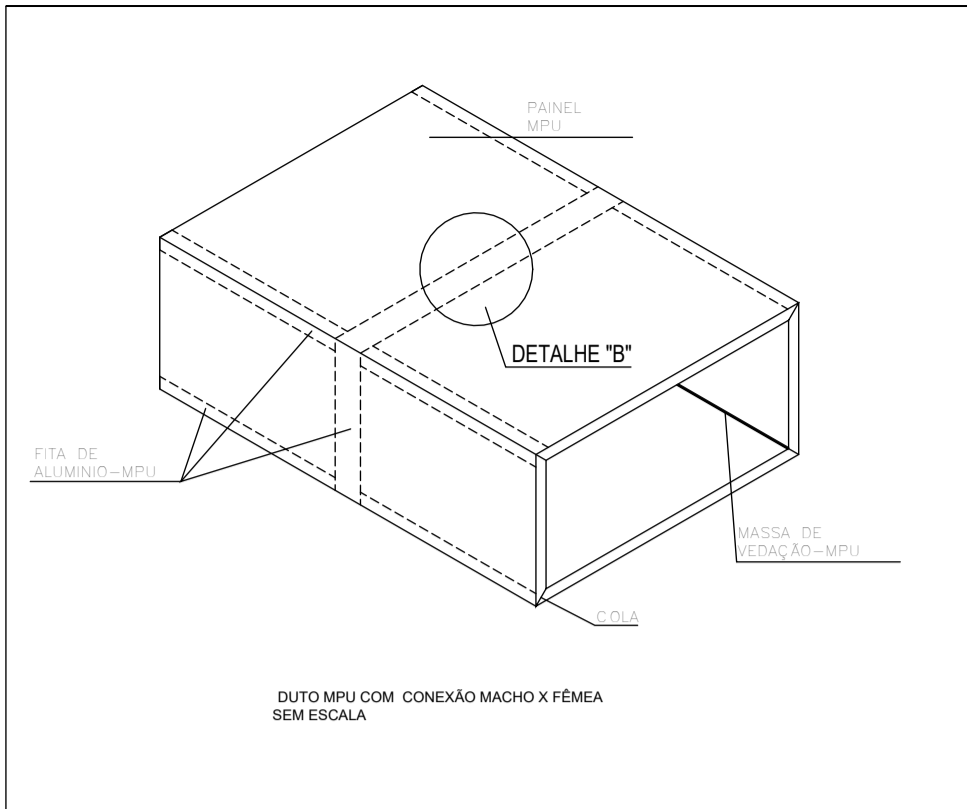 PAINEL
MPU
DETALHE "B"
FITA DE
ALUMINIO-MPU
MASSA DE
VEDAÇÃO-MPU
COLA
DUTO MPU COM CONEXÃO MACHO X FÊMEA
SEM ESCALA